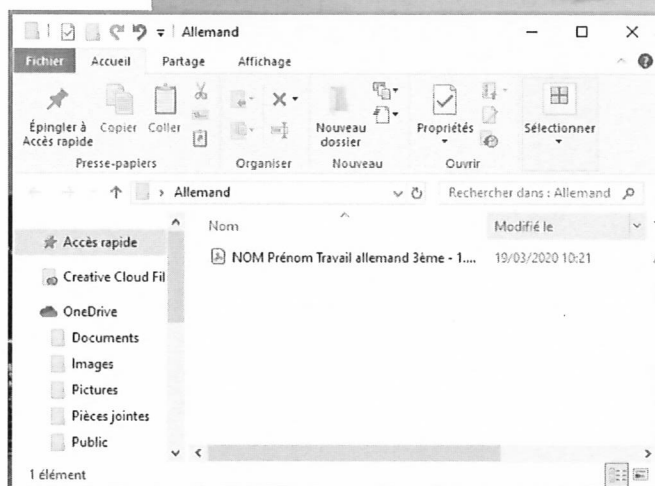 Allemand
Fichier Accueil Partage Affichage
Épingler à Accès rapide
Copier
Coller
Nouveau dossier
Propriétés
Sélectionner
Presse-papiers Organiser Nouveau Ouvrir
> Allemand
Rechercher dans : Allemand
Nom Modifié le
Accès rapide
NOM Prénom Travail allemand 3ème - 1.... 19/03/2020 10:21
Creative Cloud Fil
OneDrive
Documents
Images
Pictures
Pièces jointes
Public
1 élément